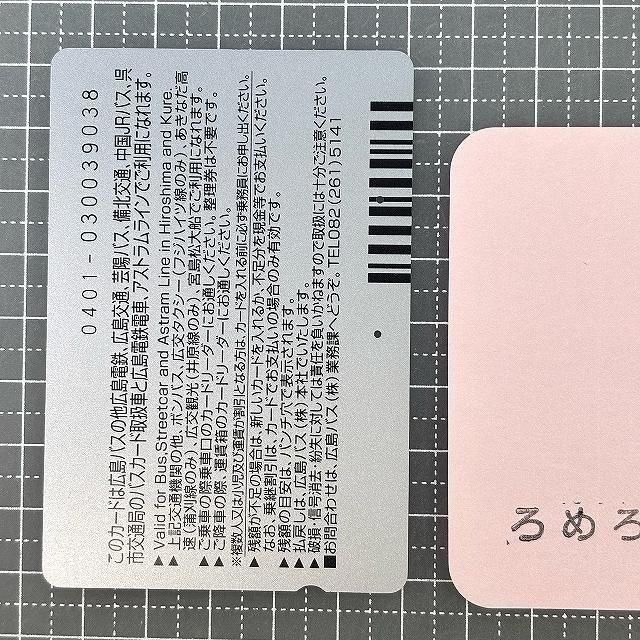 0401-030039038
このカードは広島バスの他広島電鉄、広島交通、芸陽バス、備北交通、中国JRバス、呉
市交通局のバスカード取扱車と広島電鉄電車、アストラムラインでご利用になれます。
▶Valid for Bus,Streetcar and Astram Line in Hiroshima and Kure.
▶上記交通機関の他、ボンバス、広交タクシー(フジハイツ線のみ)、あきなだ高
速(蒲刈線のみ)、広交観光(井原線のみ)、宮島松大船でご利用になれます。
▶ご乗車の際乗車口のカードリーダーにお通しください。整理券は不要です。
▶ご降車の際、運賃箱のカードリーダーにお通しください。
※複数人又は小児及び運賃が割引となる方は、カードを入れる前に必ず乗務員にお申し出ください。
▶残額が不足の場合は、新しいカードを入れるか、不足分を現金等でお支払いください。
なお、乗継割引は、カードでお支払いの場合のみ有効です。
▶残額の目安は、パンチ穴で表示されます。
▶払戻しは、広島バス(株)本社でいたします。
▶破損・信号消去・紛失に対しては責任を負いかねますので取扱には十分ご注意ください。
■お問合わせは、広島バス(株)業務課へどうぞ。TEL082(261)5141
ろめろ